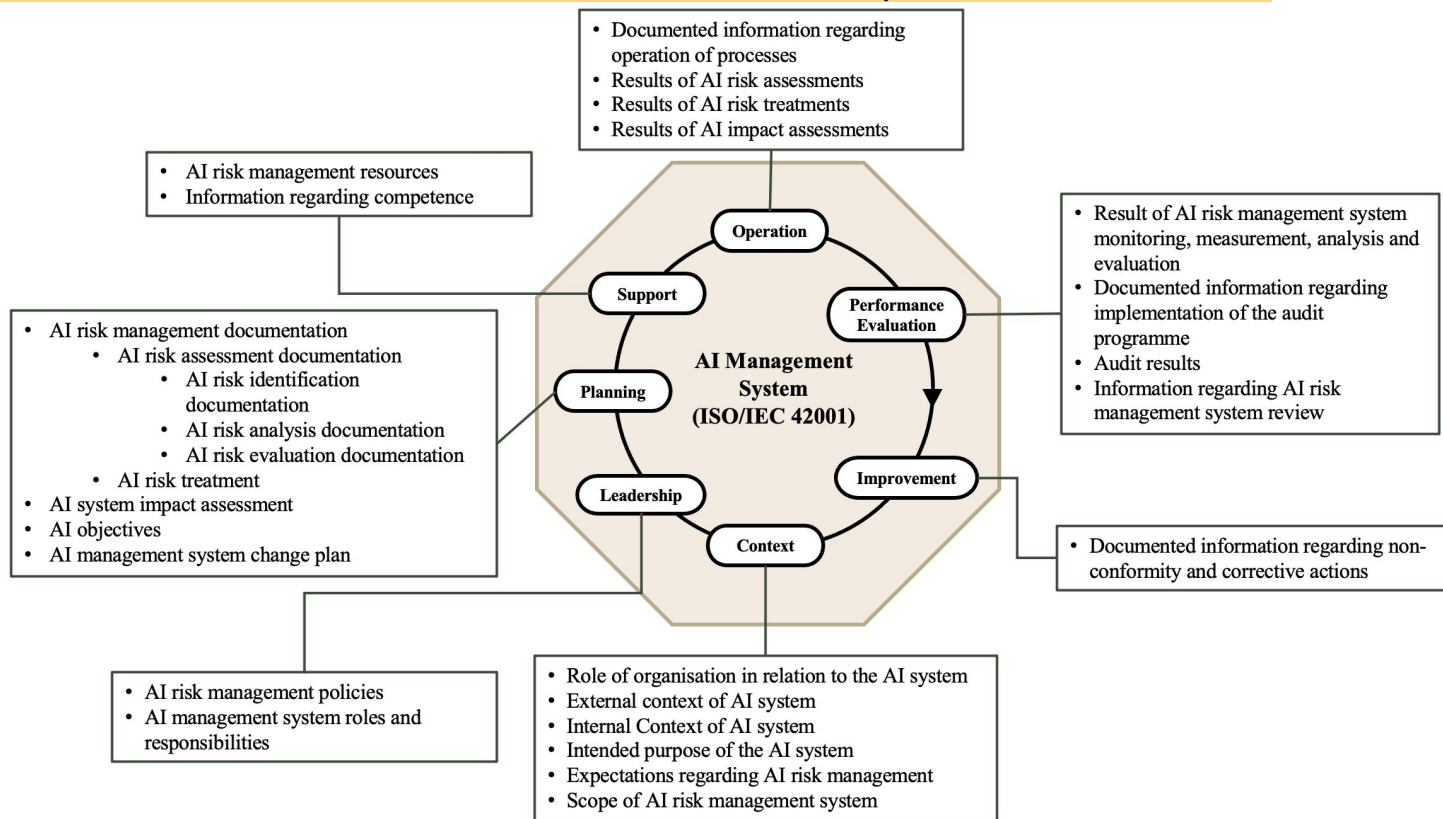 • Documented information regarding
operation of processes
• Results of AI risk assessments
• Results of AI risk treatments
• Results of AI impact assessments
• AI risk management resources
• Information regarding competence
Operation
Support
Performance
Evaluation
• Result of AI risk management system
monitoring, measurement, analysis and
evaluation
• Documented information regarding
implementation of the audit
programme
• Audit results
• Information regarding AI risk
management system review
• AI risk management documentation
• AI risk assessment documentation
• AI risk identification
documentation
• AI risk analysis documentation
• AI risk evaluation documentation
• AI risk treatment
• AI system impact assessment
• AI objectives
• AI management system change plan
Planning
AI Management
System
(ISO/IEC 42001)
Leadership
Improvement
Context
• Documented information regarding non-
conformity and corrective actions
• AI risk management policies
• AI management system roles and
responsibilities
• Role of organisation in relation to the AI system
• External context of AI system
• Internal Context of AI system
• Intended purpose of the AI system
• Expectations regarding AI risk management
• Scope of AI risk management system